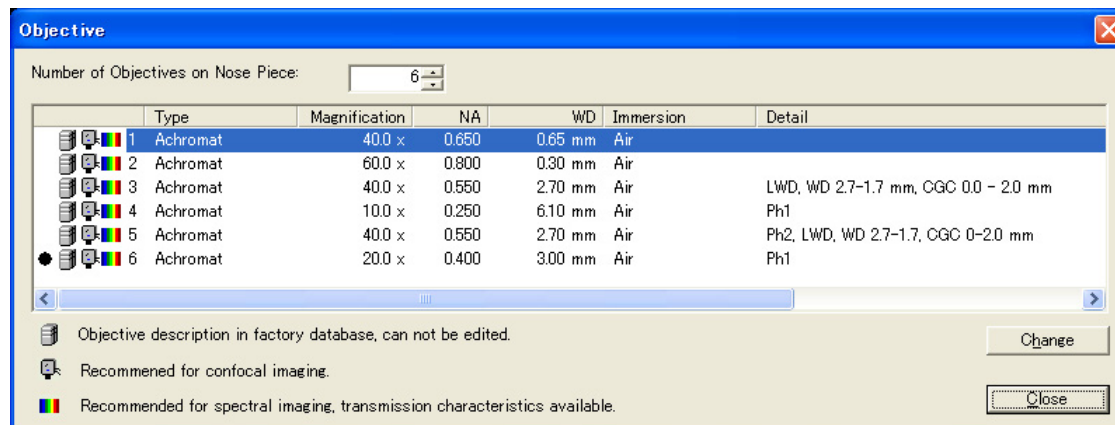 Objective
Number of Objectives on Nose Piece: 6
Type Magnification NA WD Immersion Detail
1 Achromat 40.0 x 0.650 0.65 mm Air
2 Achromat 60.0 x 0.800 0.30 mm Air
3 Achromat 40.0 x 0.550 2.70 mm Air LWD, WD 2.7-1.7 mm, CGC 0.0 - 2.0 mm
4 Achromat 10.0 x 0.250 6.10 mm Air Ph1
5 Achromat 40.0 x 0.550 2.70 mm Air Ph2, LWD, WD 2.7-1.7, CGC 0-2.0 mm
6 Achromat 20.0 x 0.400 3.00 mm Air Ph1
Objective description in factory database, can not be edited.
Change
Recommened for confocal imaging.
Recommended for spectral imaging, transmission characteristics available.
Close